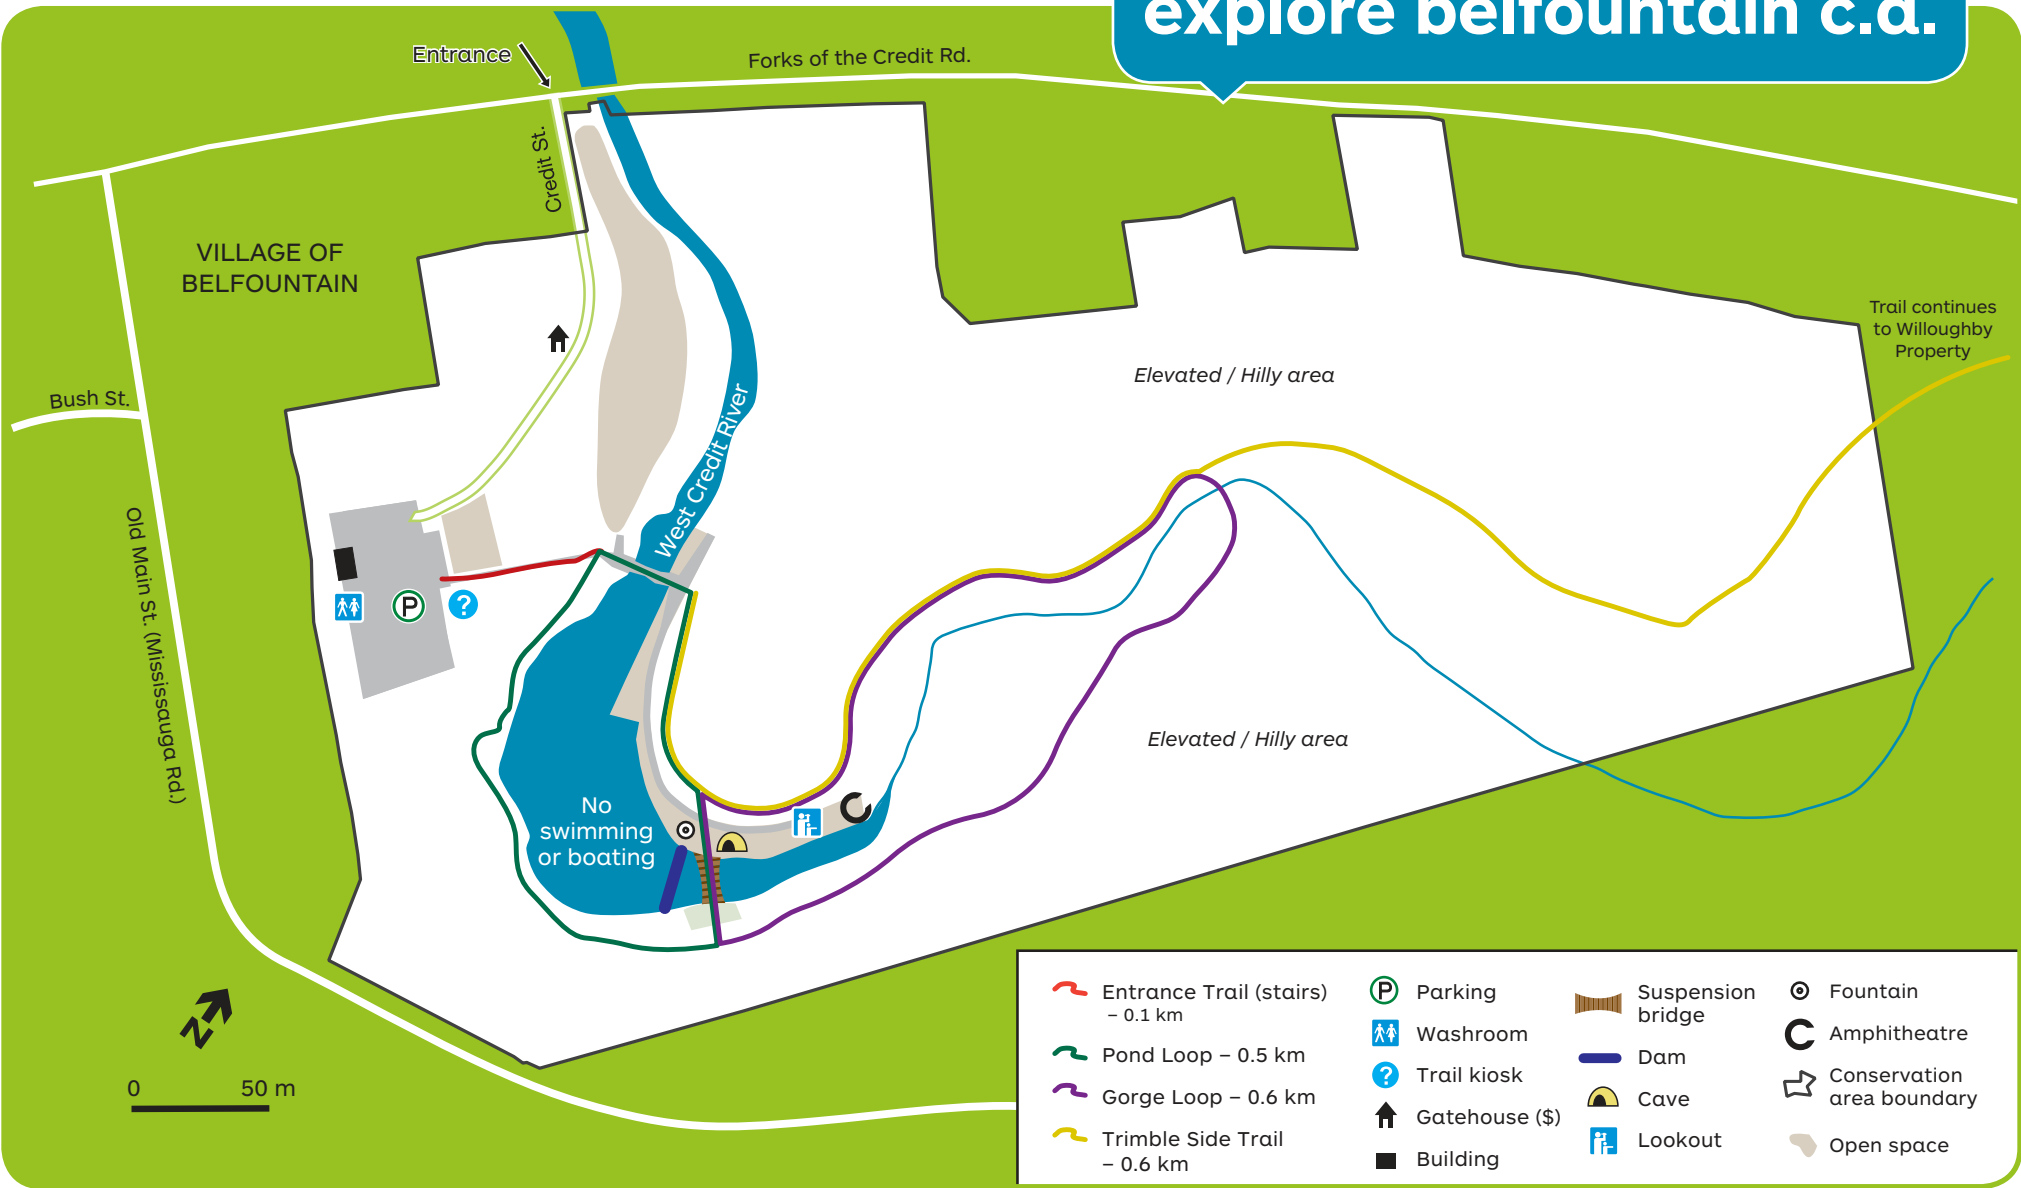 explore belfountain c.a.
Entrance
Forks of the Credit Rd.
Credit St.
VILLAGE OF
BELFOUNTAIN
Trail continues
to Willoughby
Property
Elevated / Hilly area
Bush St.
West Credit River
Old Main St. (Mississauga Rd.)
P
?
Elevated / Hilly area
No
swimming
or boating
N
0 50 m
Entrance Trail (stairs)
– 0.1 km
Pond Loop – 0.5 km
Gorge Loop – 0.6 km
Trimble Side Trail
– 0.6 km
P Parking
Washroom
? Trail kiosk
Gatehouse ($)
Building
Suspension
bridge
Dam
Cave
Lookout
Fountain
Amphitheatre
Conservation
area boundary
Open space